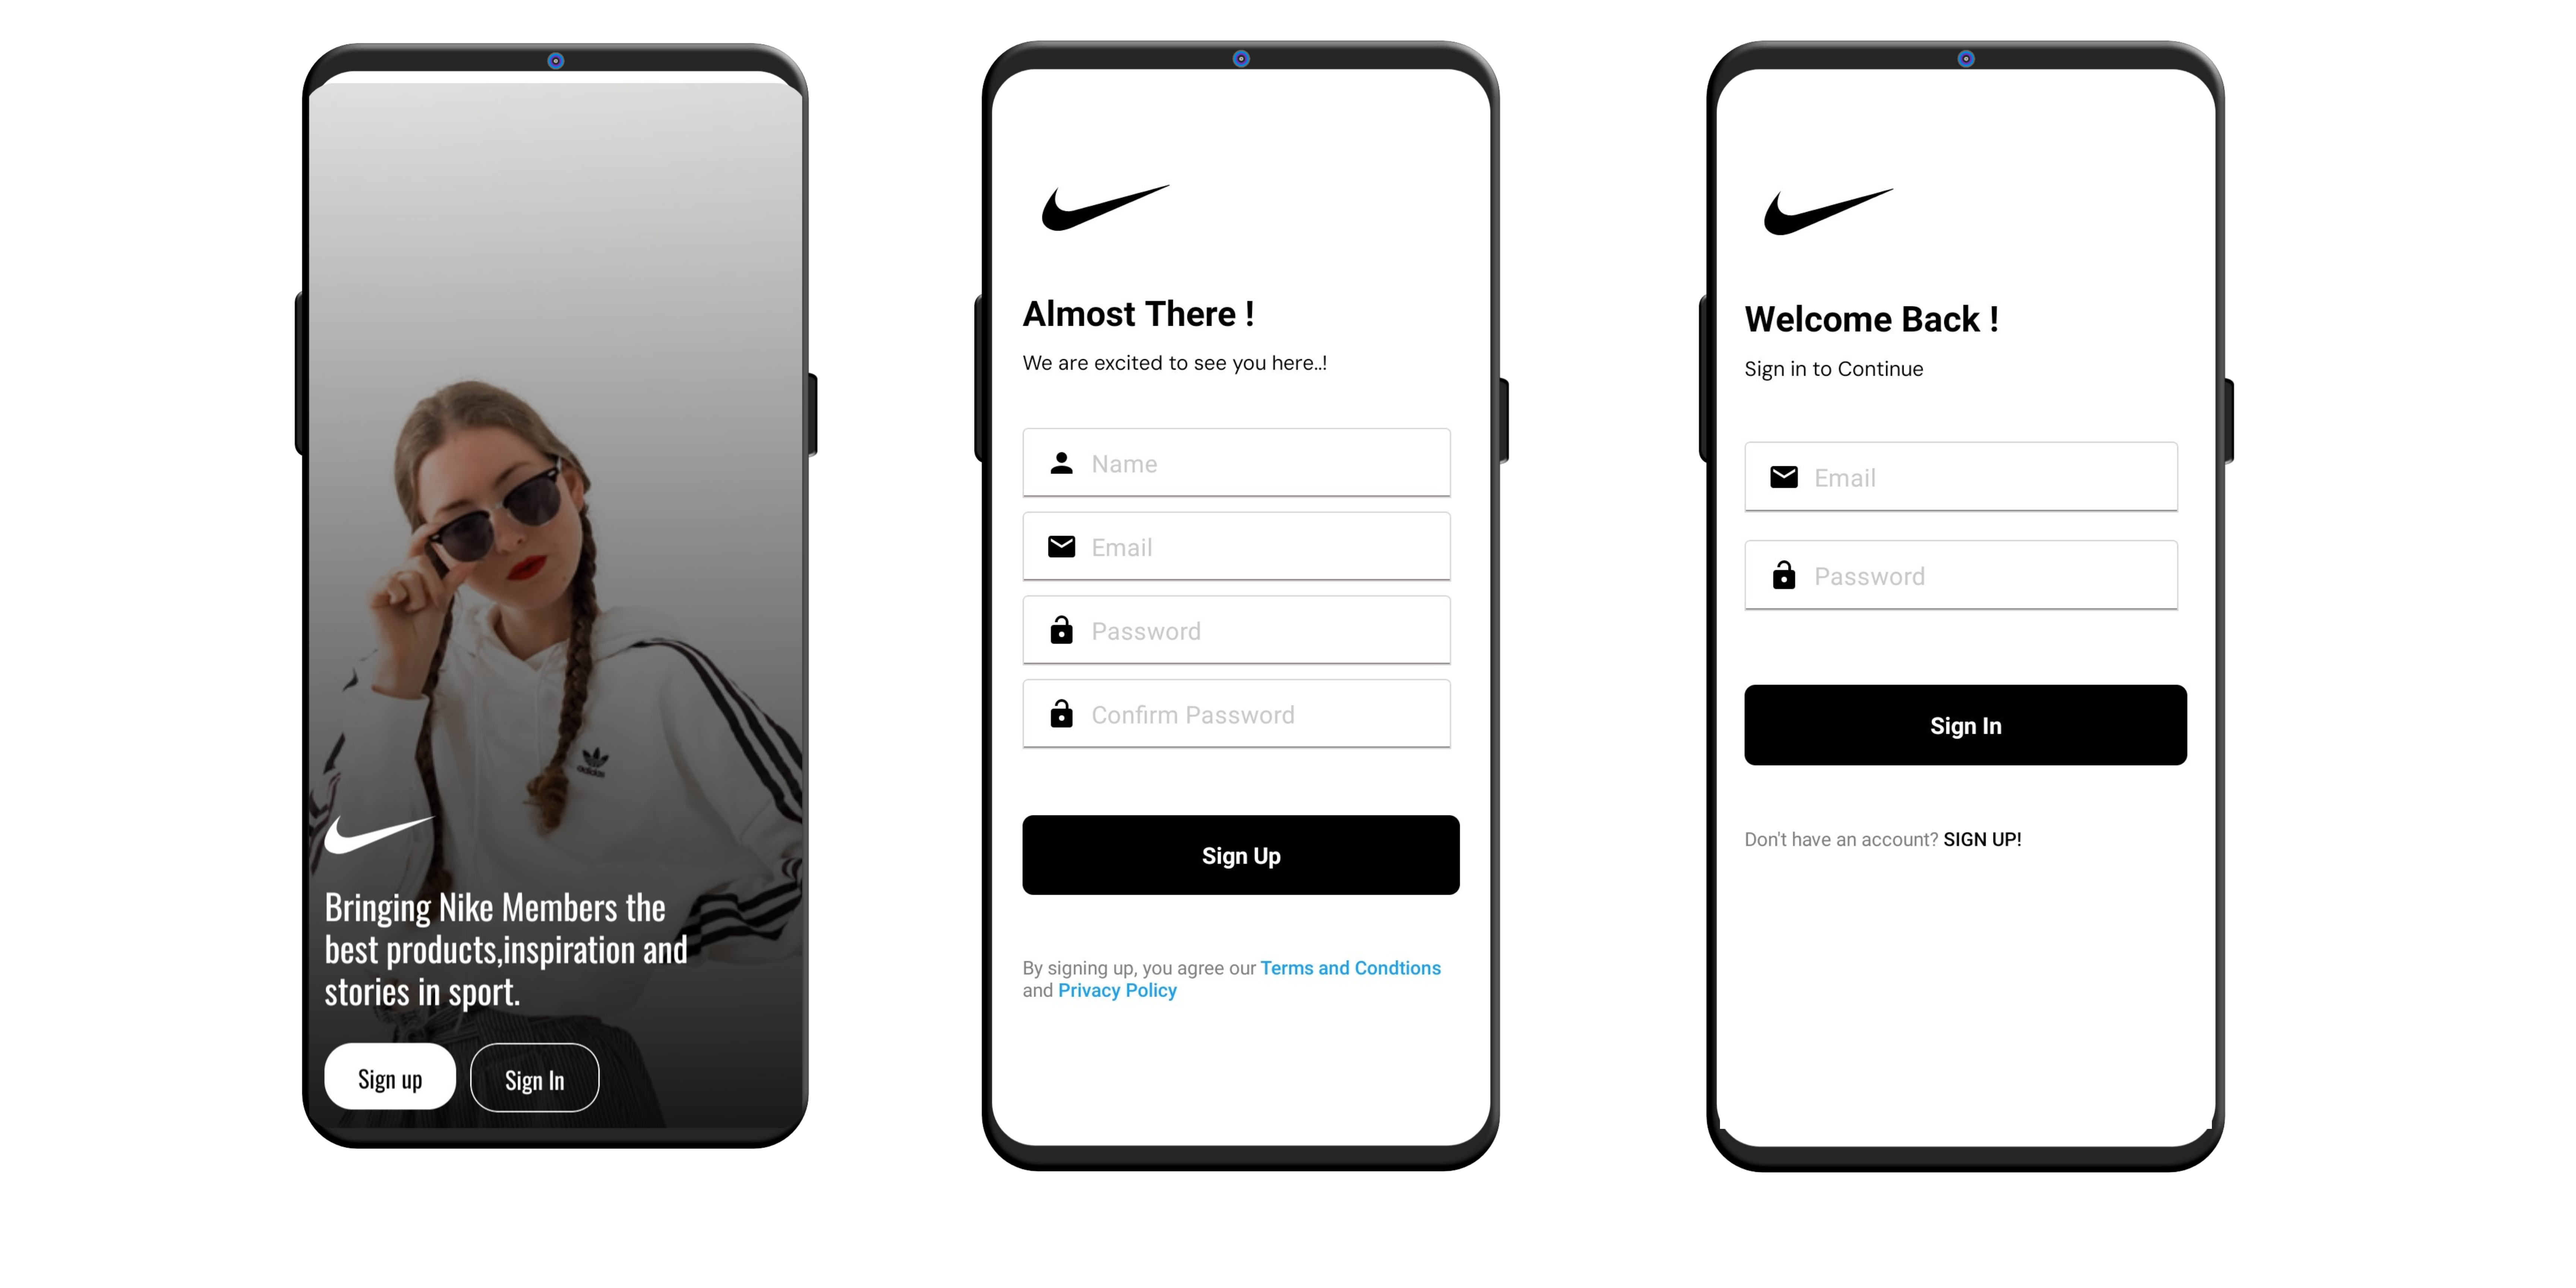 adidas
Bringing Nike Members the
best products,inspiration and
stories in sport.
Sign up
Sign In
Almost There !
We are excited to see you here..!
Name
Email
Password
Confirm Password
Sign Up
By signing up, you agree our Terms and Condtions
and Privacy Policy
Welcome Back !
Sign in to Continue
Email
Password
Sign In
Don't have an account? SIGN UP!